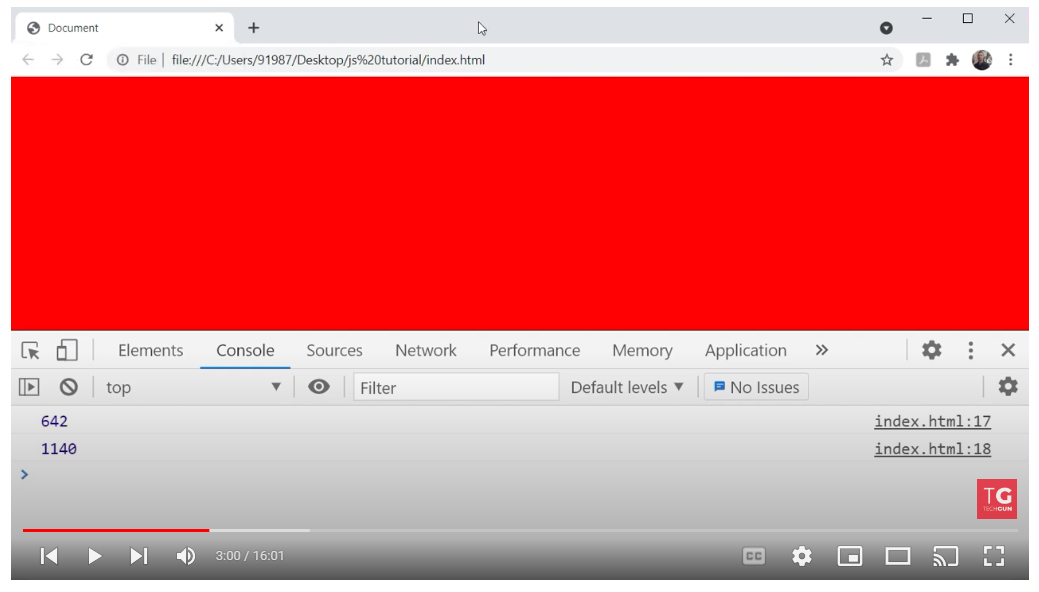 Document
File | file:///C:/Users/91987/Desktop/js%20tutorial/index.html
Elements Console Sources Network Performance Memory Application
top Filter Default levels ▼ No Issues
642 index.html:17
1140 index.html:18
TG
TECHGUN
3:00 / 16:01 CC